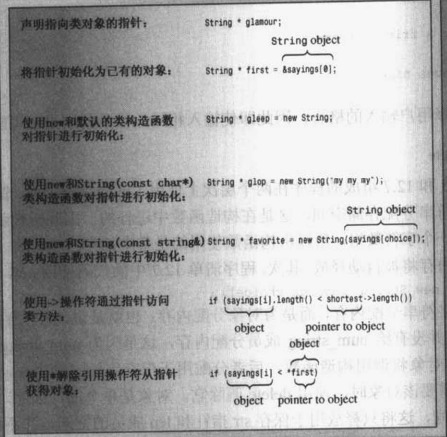 声明指向类对象的指针：
String * glamour;
String object
将指针初始化为已有的对象：
String * first = &sayings[0];
使用new和默认的类构造函数
对指针进行初始化：
String * gleep = new String;
使用new和String(const char*)
类构造函数对指针进行初始化：
String * glop = new String("my my my");
String object
使用new和String(const string&)
类构造函数对指针进行初始化：
String * favorite = new String(sayings[choice]);
使用->操作符通过指针访问
类方法：
if (sayings[i].length() < shortest->length())
object
pointer to object
object
使用*解除引用操作符从指针
获得对象：
if (sayings[i] < *first)
object
pointer to object